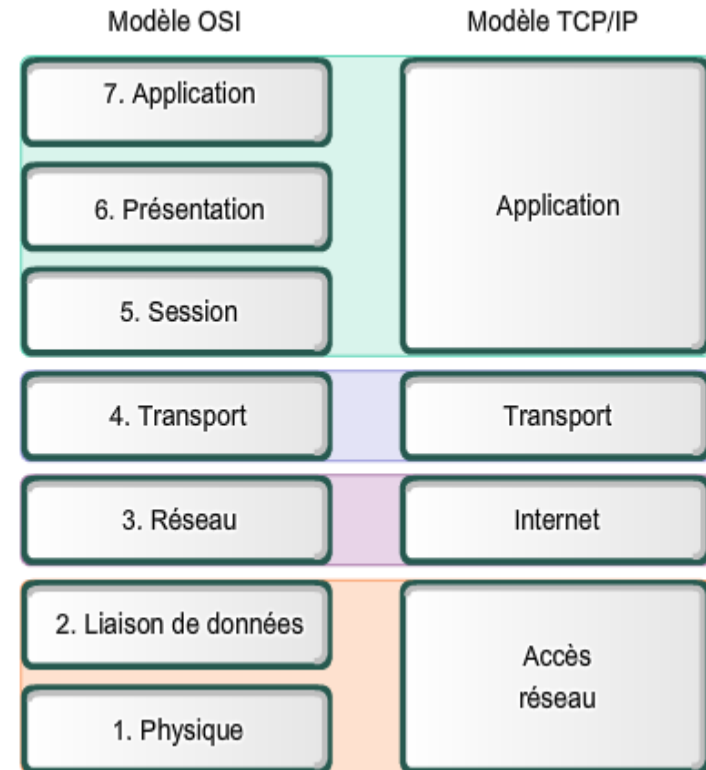 Modèle OSI
Modèle TCP/IP
7. Application
6. Présentation
5. Session
Application
4. Transport
Transport
3. Réseau
Internet
2. Liaison de données
1. Physique
Accès
réseau